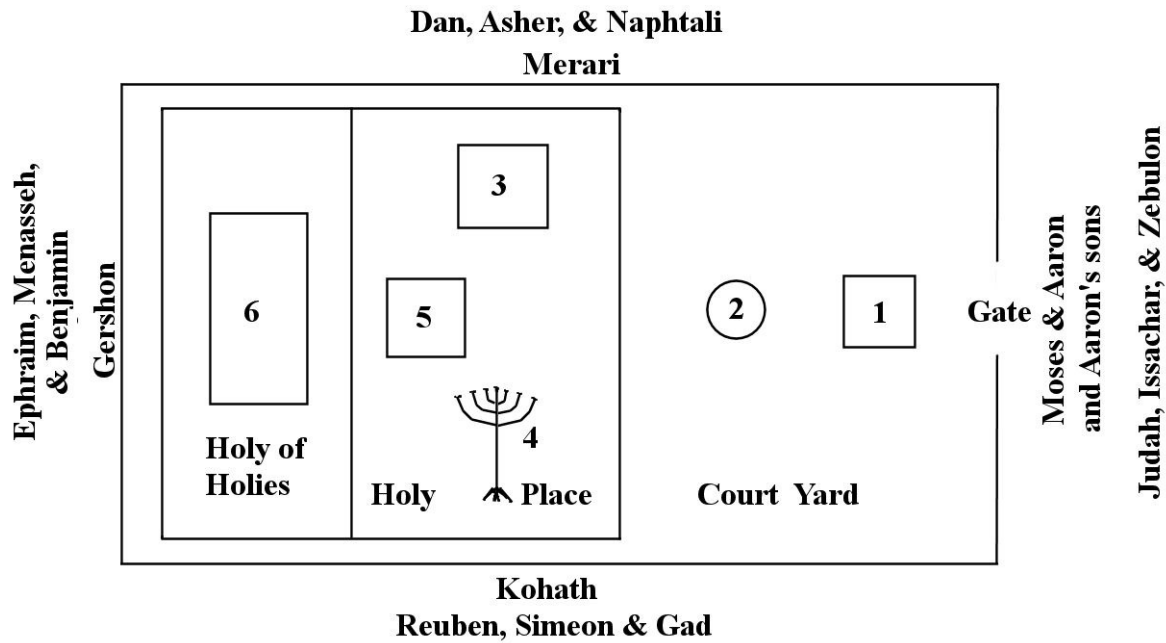 Dan, Asher, & Naphtali
Merari
Ephraim, Menasseh,
& Benjamin
Gershon
3
6
5
2
1
Gate
Moses & Aaron
and Aaron's sons
Judah, Issachar, & Zebulon
4
Holy of
Holies
Holy Place
Court Yard
Kohath
Reuben, Simeon & Gad